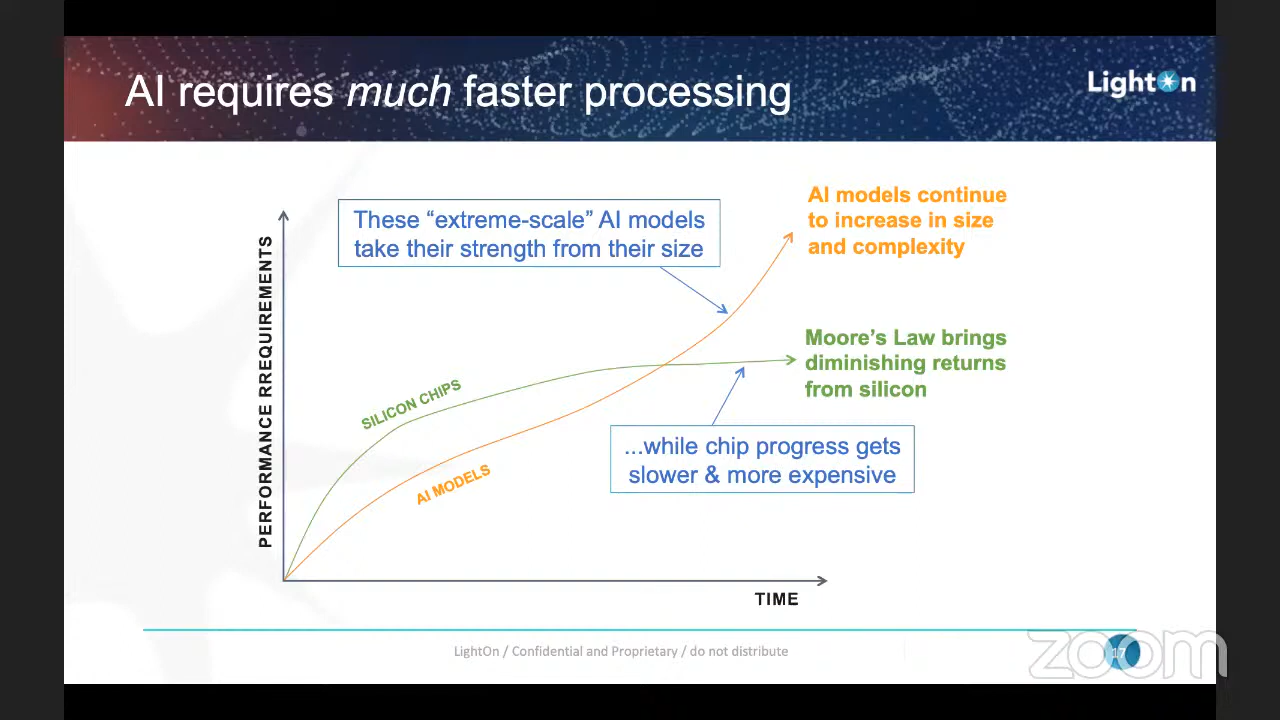 AI requires much faster processing
LightOn
AI models continue
to increase in size
and complexity
These “extreme-scale” AI models
take their strength from their size
PERFORMANCE RREQUIREMENTS
Moore’s Law brings
diminishing returns
from silicon
SILICON CHIPS
AI MODELS
...while chip progress gets
slower & more expensive
TIME
LightOn / Confidential and Proprietary / do not distribute
17
zoom